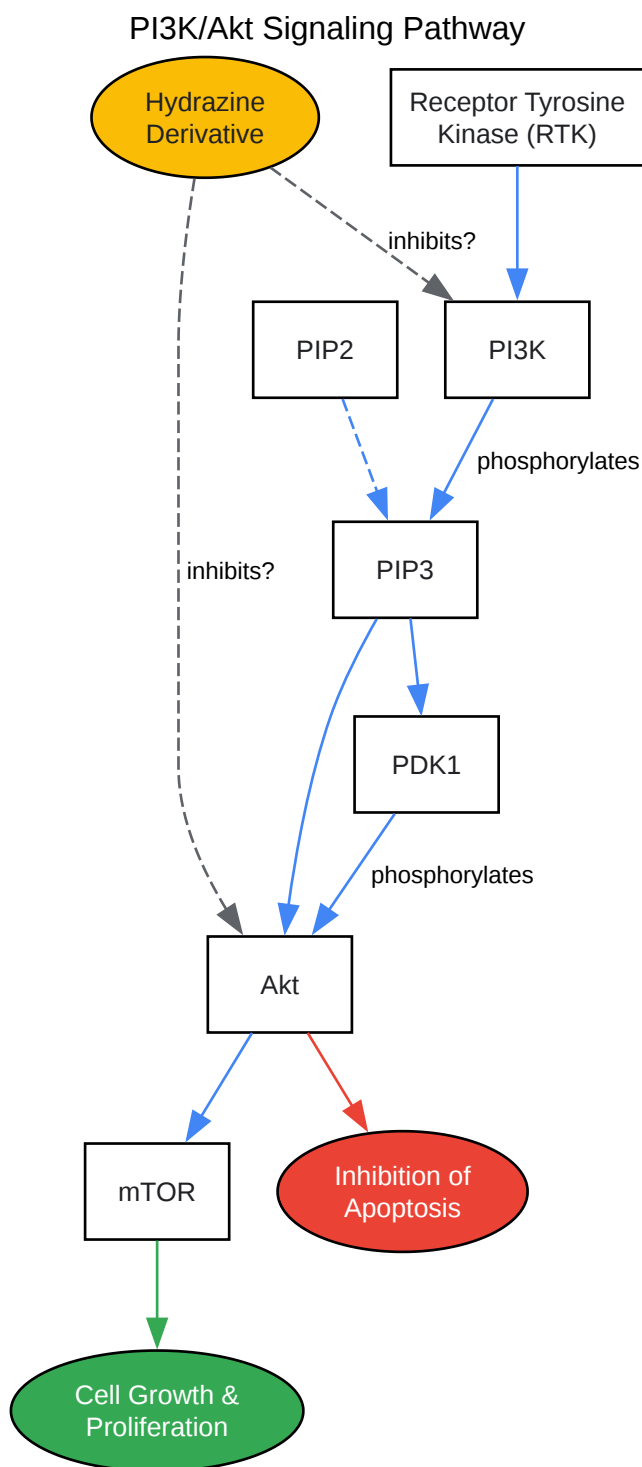 PI3K/Akt Signaling Pathway
Hydrazine
Derivative
Receptor Tyrosine
Kinase (RTK)
inhibits?
PIP2
PI3K
phosphorylates
PIP3
inhibits?
PDK1
phosphorylates
Akt
mTOR
Inhibition of
Apoptosis
Cell Growth &
Proliferation